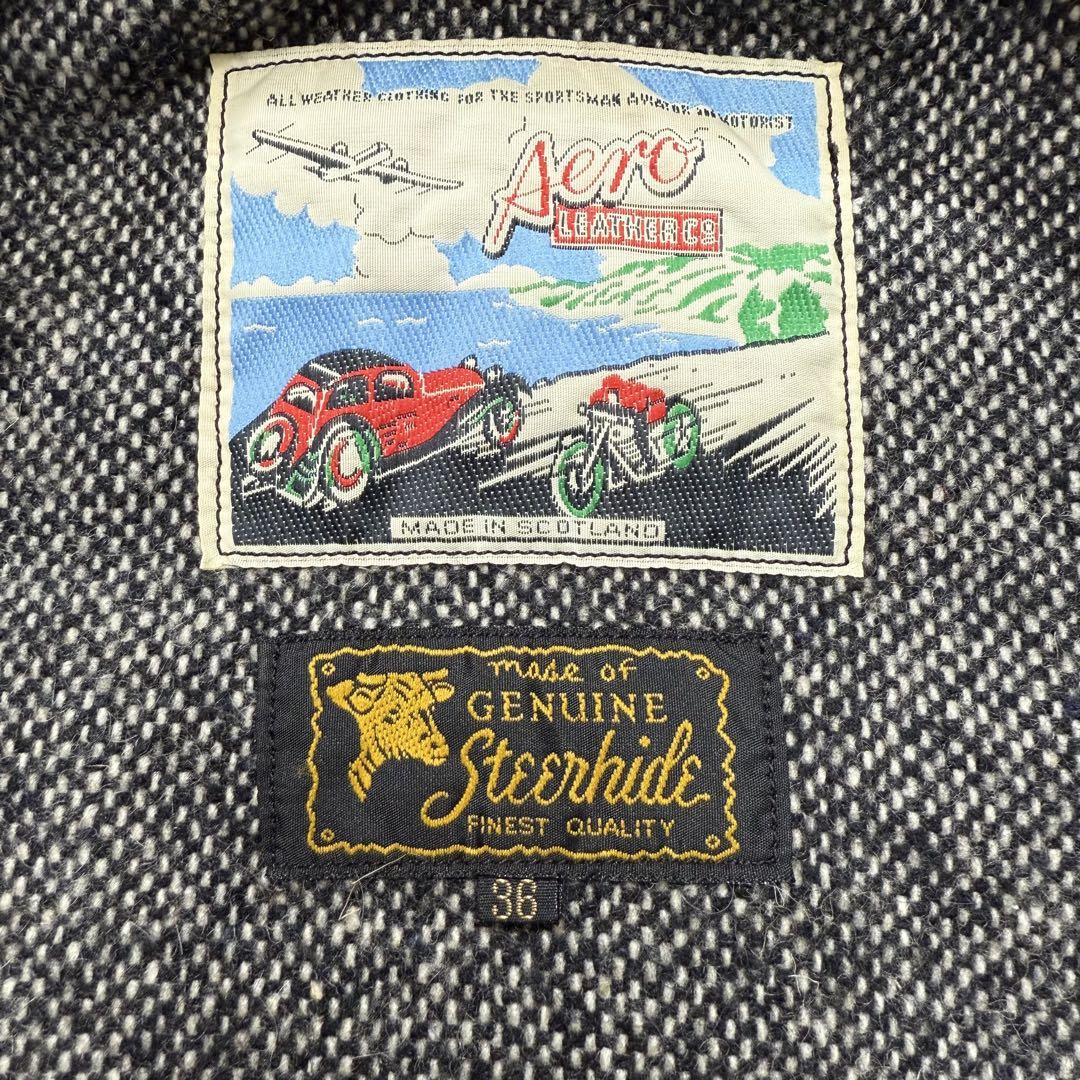 ALL WEATHER CLOTHING FOR THE SPORTSMAN AVIATOR AND MOTORIST
Aero
LEATHER CO
MADE IN SCOTLAND
made of
GENUINE
Steerhide
FINEST QUALITY
36